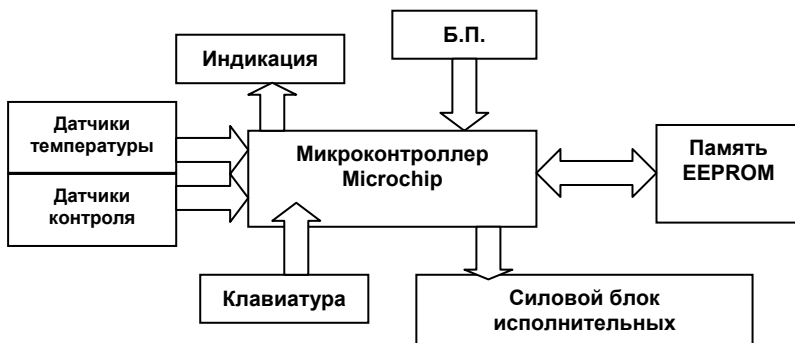 Б.П.
Индикация
Датчики
температуры
Микроконтроллер
Microchip
Память
EEPROM
Датчики
контроля
Клавиатура
Силовой блок
исполнительных